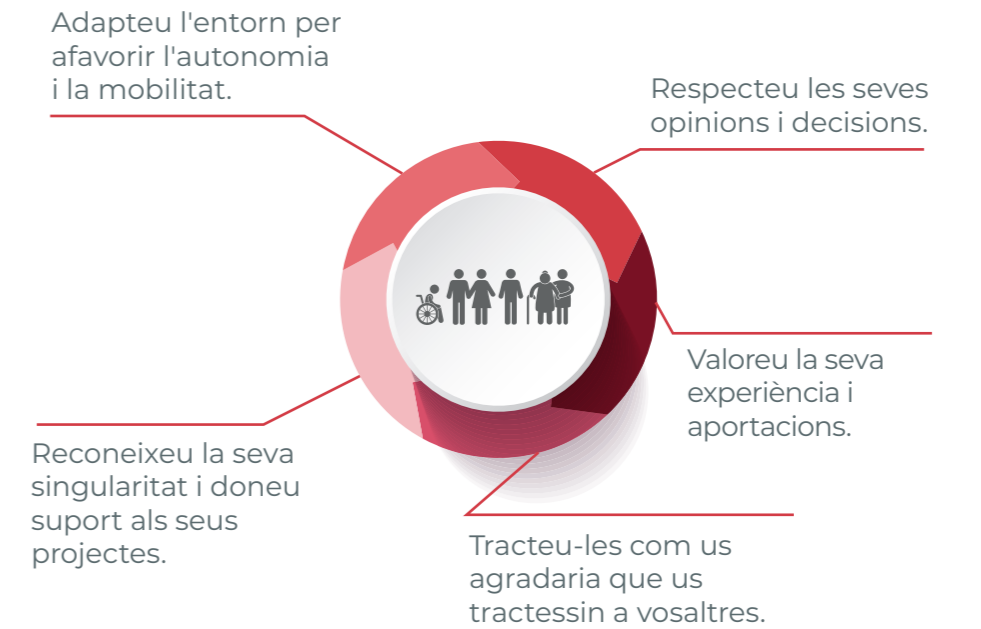 Adapteu l'entorn per
afavorir l'autonomia
i la mobilitat.
Respecteu les seves
opinions i decisions.
Valoreu la seva
experiència i
aportacions.
Tracteu-les com us
agradaria que us
tractessin a vosaltres.
Reconeixeu la seva
singularitat i doneu
suport als seus
projectes.